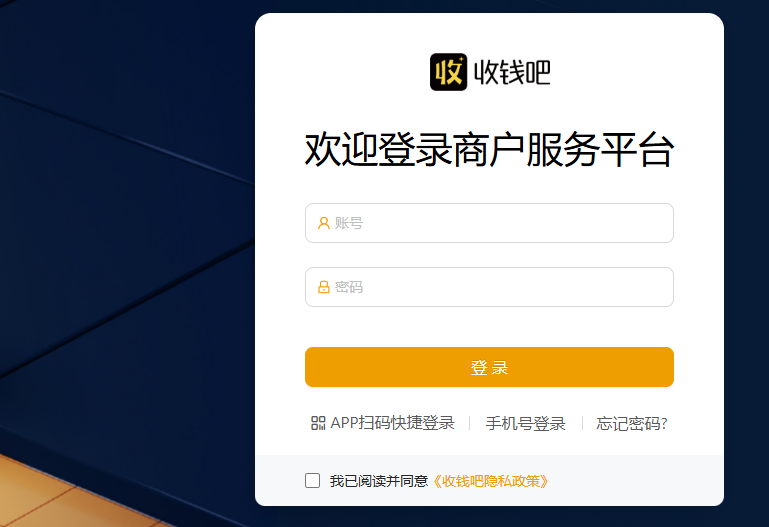 收 收钱吧
欢迎登录商户服务平台
账号
密码
登录
APP扫码快捷登录 手机号登录 忘记密码?
我已阅读并同意《收钱吧隐私政策》